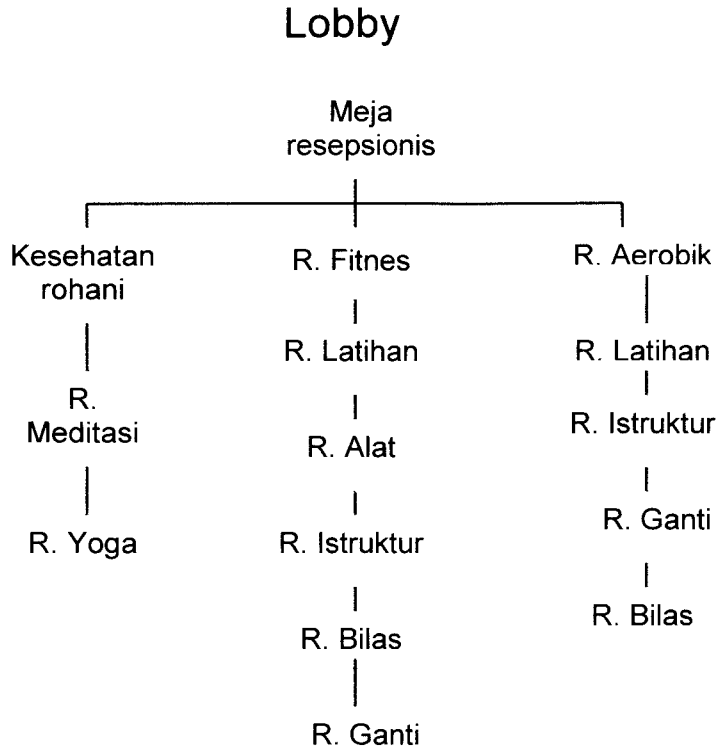 Lobby
Meja
resepsionis
Kesehatan
rohani
R.
Meditasi
R. Yoga
R. Fitnes
R. Latihan
R. Alat
R. Istruktur
R. Bilas
R. Ganti
R. Aerobik
R. Latihan
R. Istruktur
R. Ganti
R. Bilas